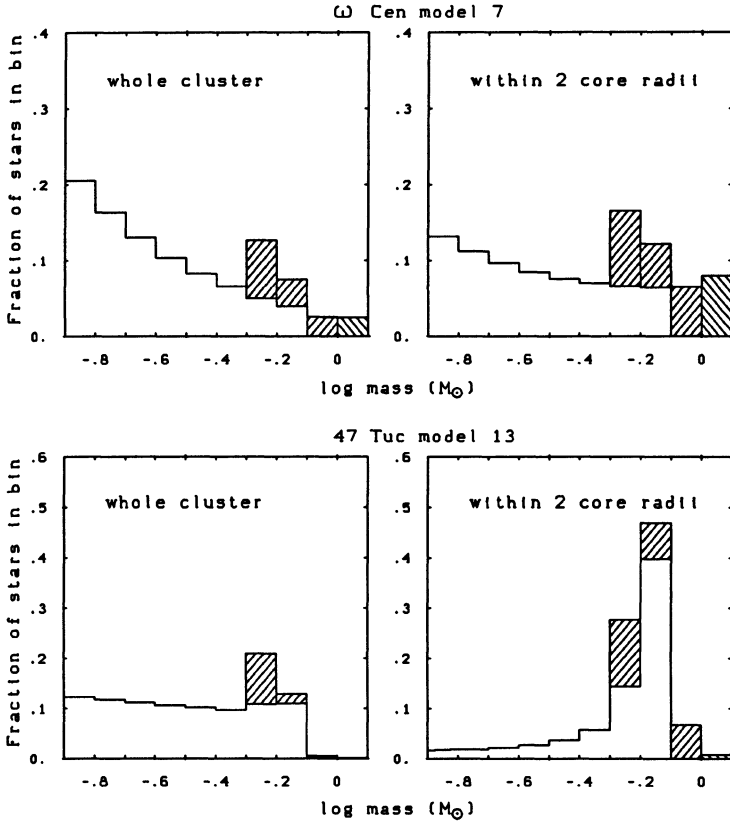 ω Cen model 7
Fraction of stars in bin
.4
.3
.2
.1
0.
whole cluster
-.8 -.6 -.4 -.2 0
.4
.3
.2
.1
0.
within 2 core radii
-.8 -.6 -.4 -.2 0
log mass (M☉)
47 Tuc model 13
Fraction of stars in bin
.6
.5
.4
.3
.2
.1
0.
whole cluster
-.8 -.6 -.4 -.2 0
.6
.5
.4
.3
.2
.1
0.
within 2 core radii
-.8 -.6 -.4 -.2 0
log mass (M☉)